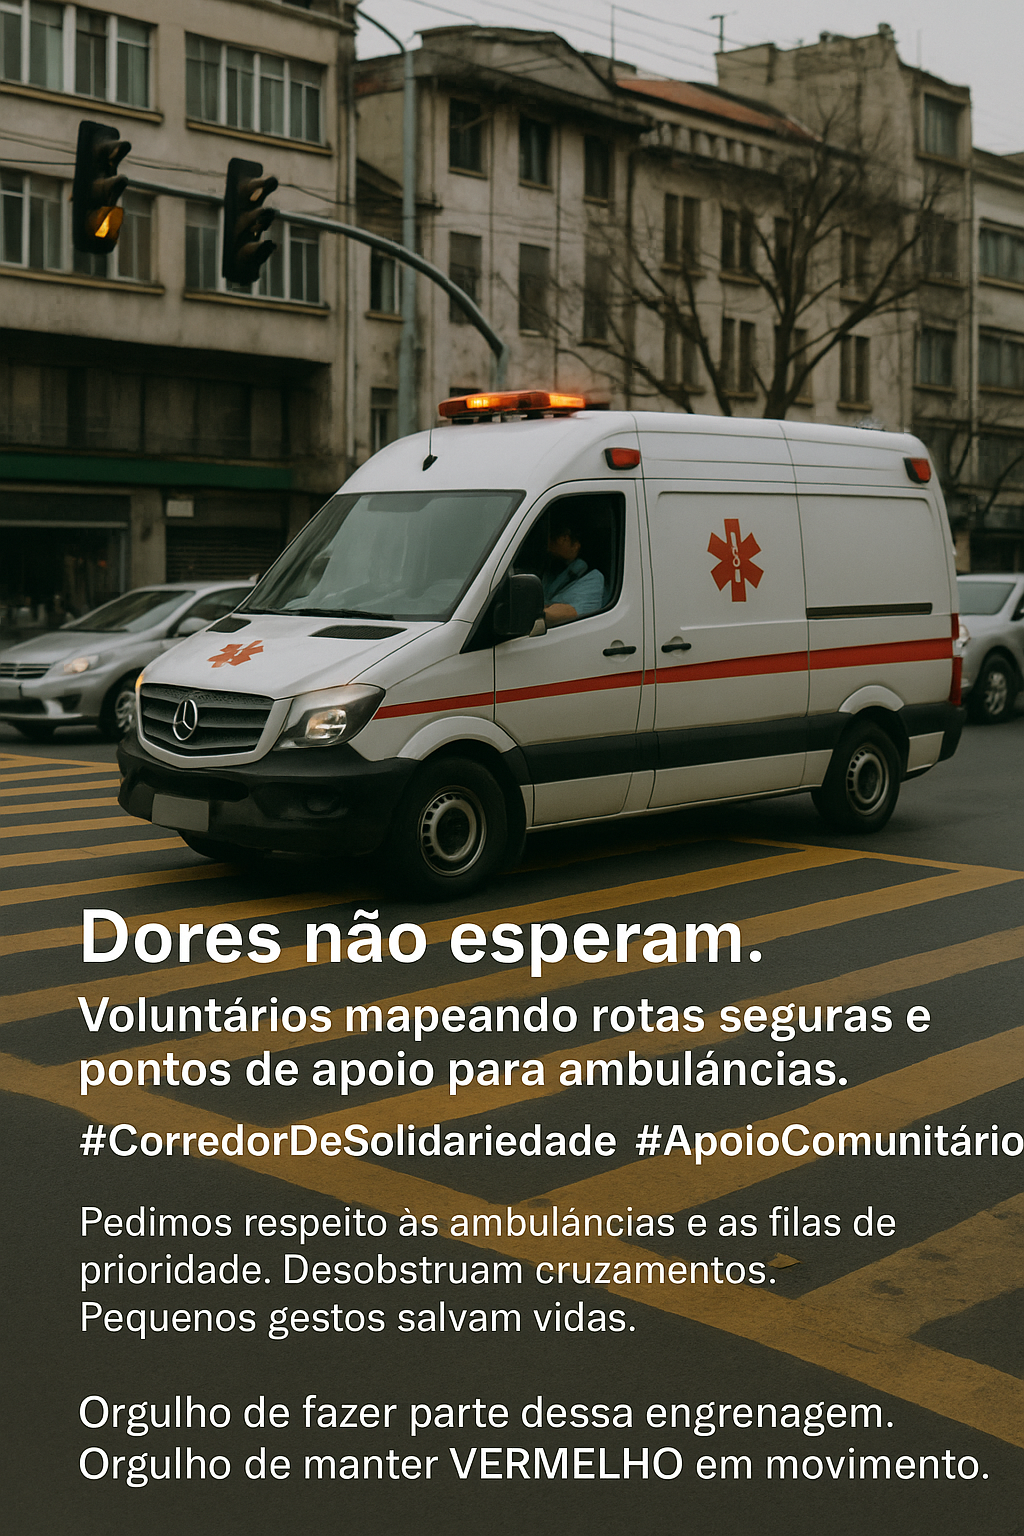 Dores não esperam.
Voluntários mapeando rotas seguras e
pontos de apoio para ambuláncias.
#CorredorDeSolidariedade #ApoioComunitário
Pedimos respeito às ambuláncias e as filas de
prioridade. Desobstruam cruzamentos.
Pequenos gestos salvam vidas.
Orgulho de fazer parte dessa engrenagem.
Orgulho de manter VERMELHO em movimento.